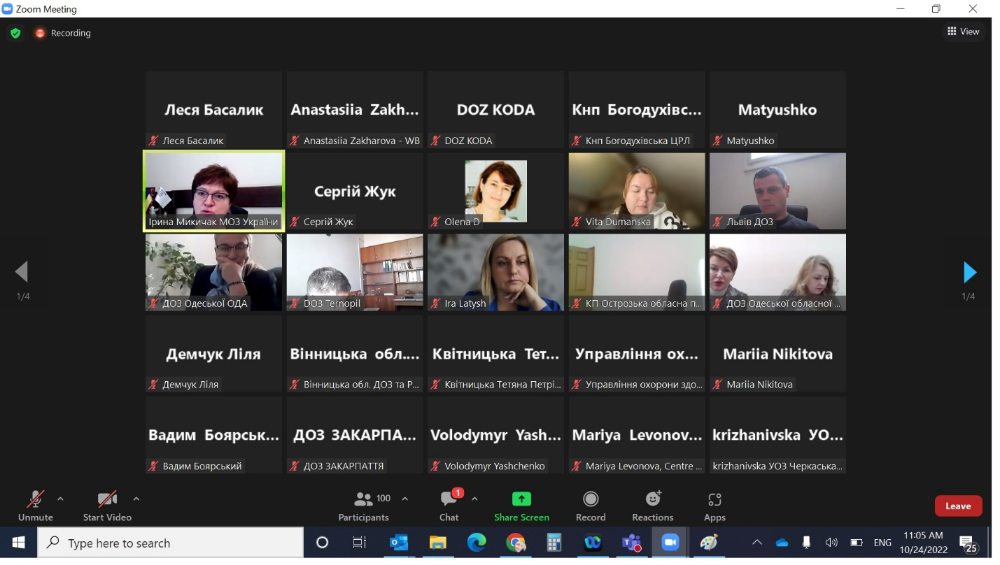 Zoom Meeting
Recording
View
Леся Басалик
Леся Басалик
Anastasiia Zakh...
Anastasiia Zakharova - WB
DOZ KODA
DOZ KODA
Кнп Богодухівс...
Кнп Богодухівська ЦРЛ
Matyushko
Matyushko
Ірина Микичак МОЗ України
Сергій Жук
Сергій Жук
Olena D
Vita Dumanska
Львів ДОЗ
ДОЗ Одеської ОДА
DOZ Ternopil
Ira Latysh
КП Острозька обласна п...
ДОЗ Одеської обласної ...
1/4
1/4
Демчук Ліля
Демчук Ліля
Вінницька обл....
Вінницька обл. ДОЗ та Р...
Квітницька Тет...
Квітницька Тетяна Петрі...
Управління ох...
Управління охорони здо...
Mariia Nikitova
Mariia Nikitova
Вадим Боярськ...
Вадим Боярський
ДОЗ ЗАКАРПА...
ДОЗ ЗАКАРПАТТЯ
Volodymyr Yash...
Volodymyr Yashchenko
Mariya Levonov...
Mariya Levonova, Centre ...
krizhanivska УО...
krizhanivska УОЗ Черкаська...
Unmute
Start Video
100
Participants
1
Chat
Share Screen
Record
Reactions
Apps
Leave
Type here to search
ENG
11:05 AM
10/24/2022
25